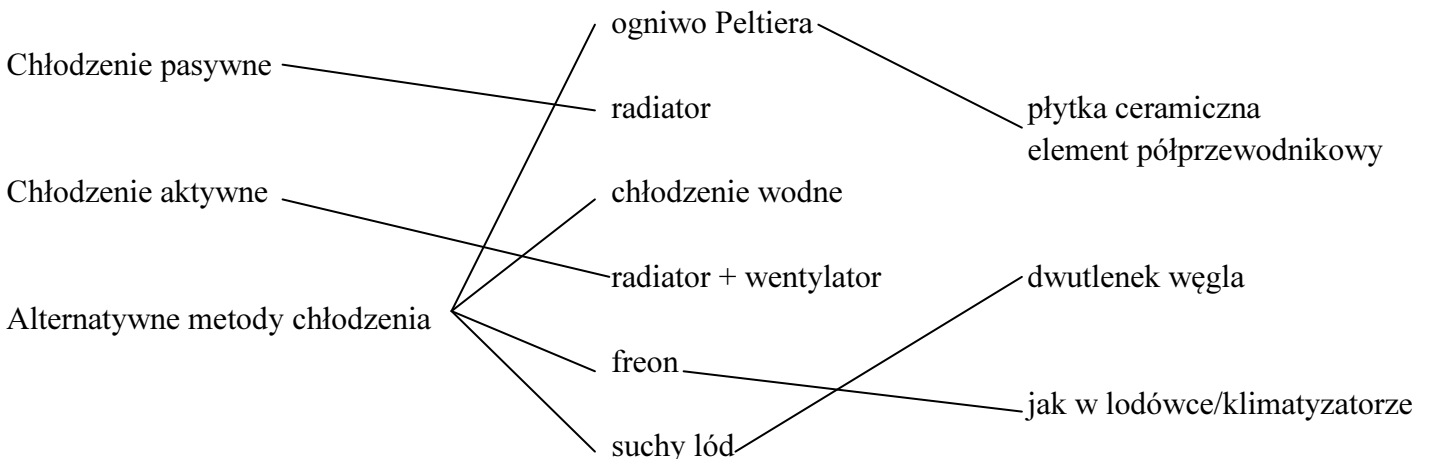 ogniwo Peltiera
Chłodzenie pasywne
radiator
płytka ceramiczna
element półprzewodnikowy
Chłodzenie aktywne
chłodzenie wodne
radiator + wentylator
dwutlenek węgla
Alternatywne metody chłodzenia
freon
jak w lodówce/klimatyzatorze
suchy lód